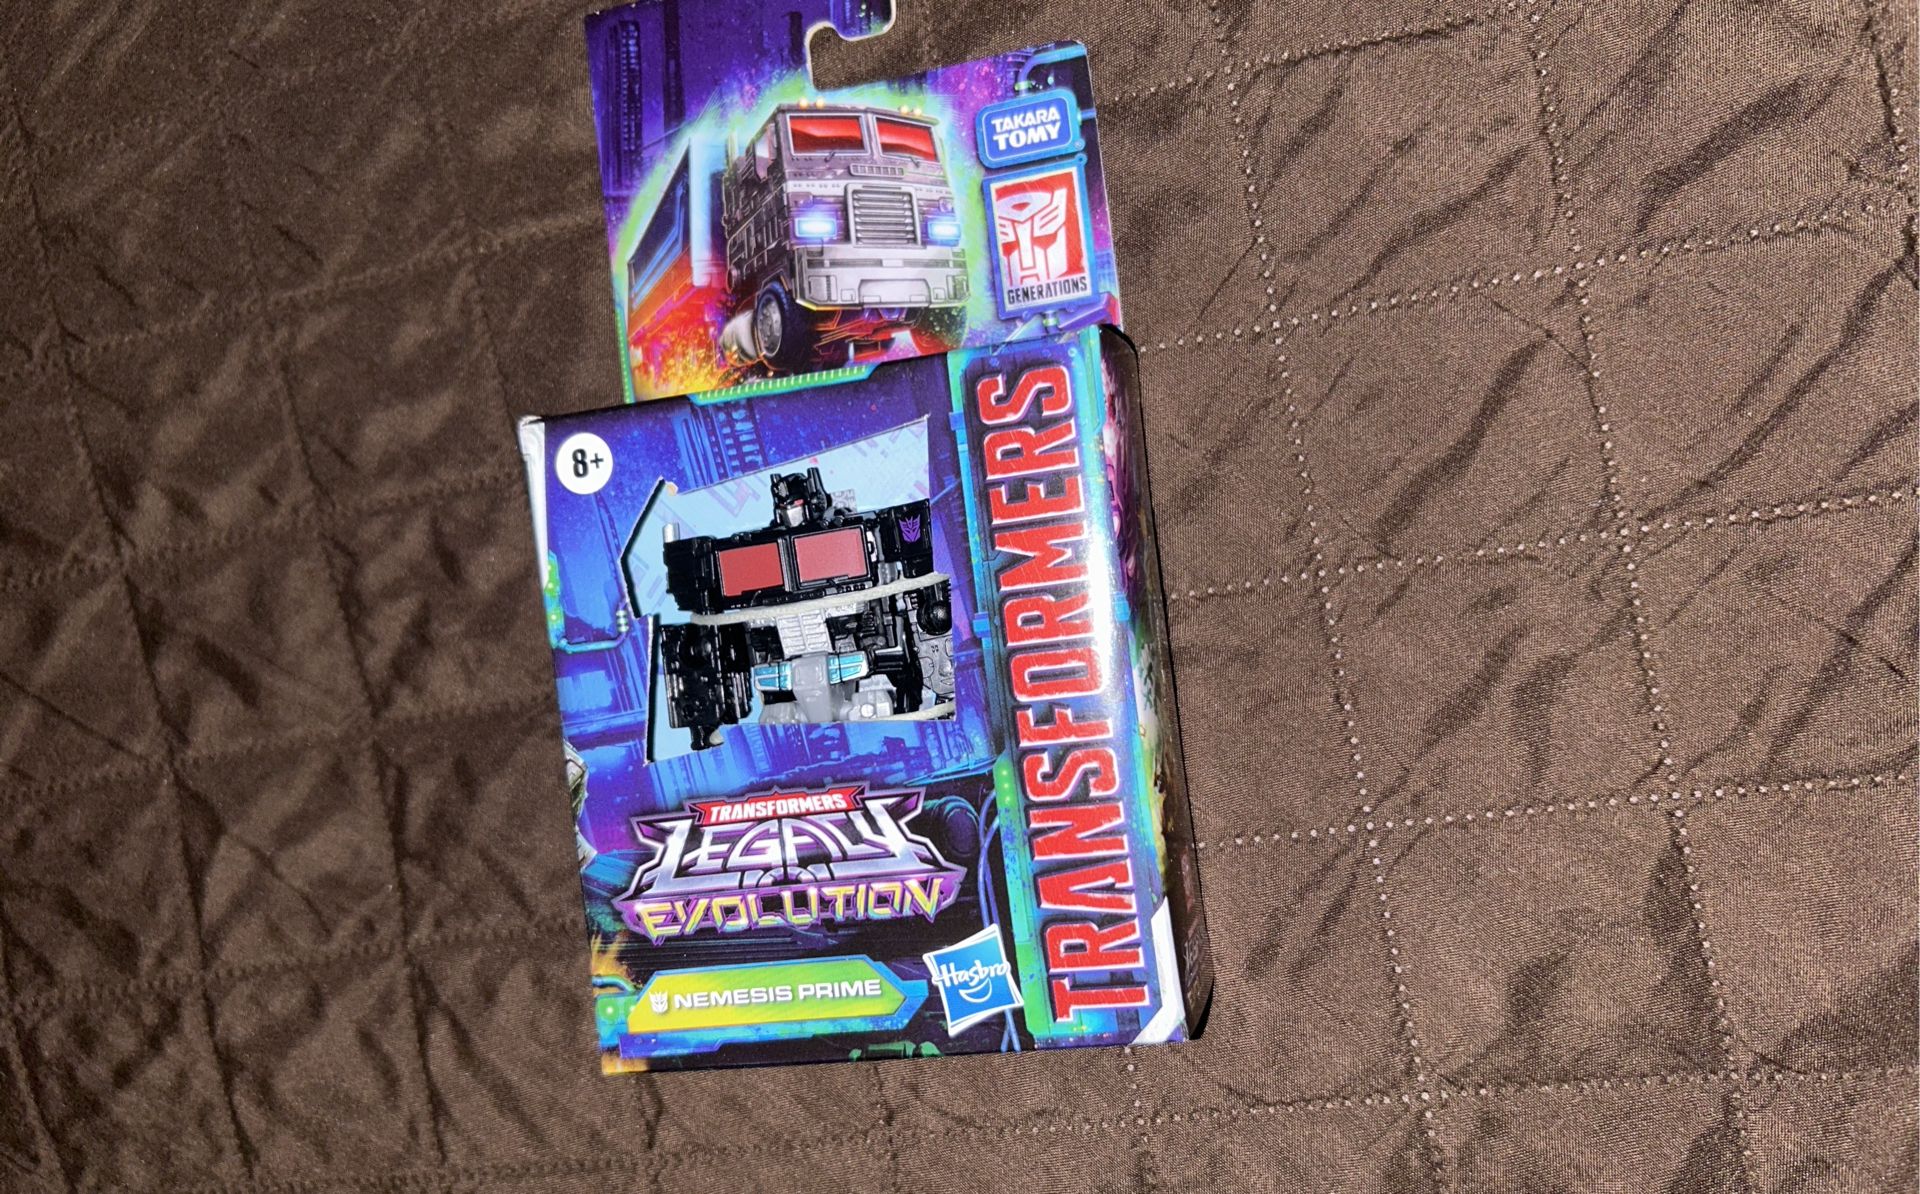 TAKARA
TOMY
GENERATIONS
8+
TRANSFORMERS
TRANSFORMERS
LEGACY
EVOLUTION
NEMESIS PRIME
Hasbro